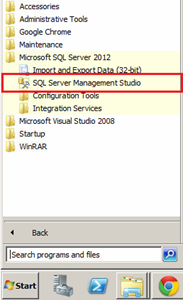 Accessories
Administrative Tools
Google Chrome
Maintenance
Microsoft SQL Server 2012
Import and Export Data (32-bit)
SQL Server Management Studio
Configuration Tools
Integration Services
Microsoft Visual Studio 2008
Startup
WinRAR
Back
Search programs and files
Start